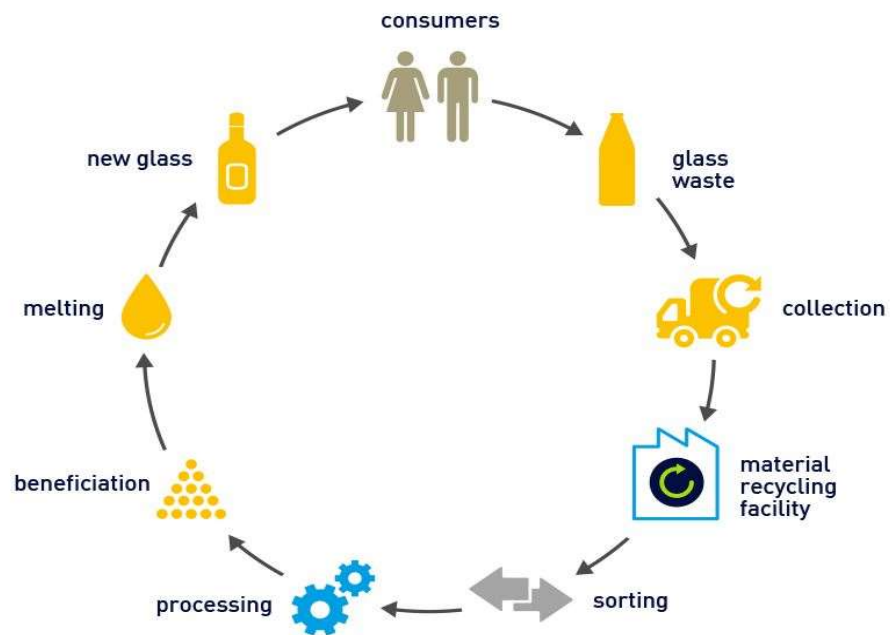 consumers
glass
waste
collection
material
recycling
facility
sorting
processing
beneficiation
melting
new glass